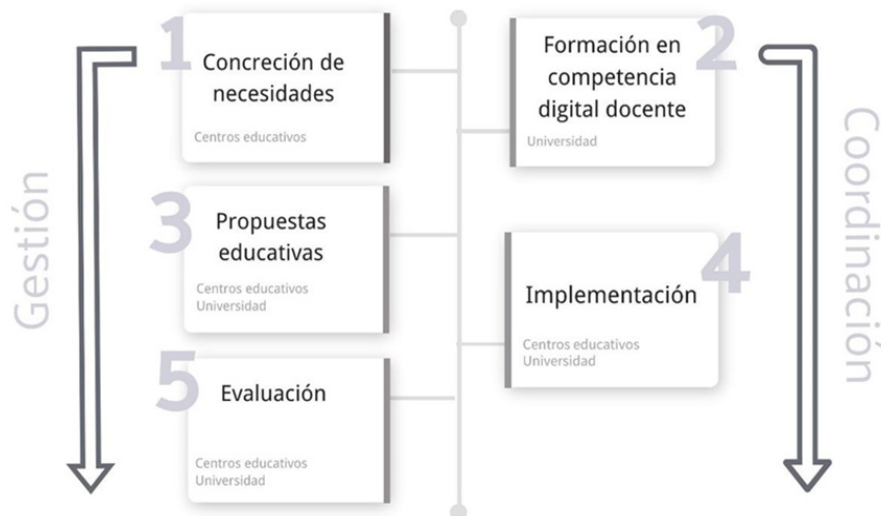 Gestión
1
Concreción de
necesidades
Centros educativos
2
Formación en
competencia
digital docente
Universidad
3
Propuestas
educativas
Centros educativos
Universidad
4
Implementación
Centros educativos
Universidad
5
Evaluación
Centros educativos
Universidad
Coordinación